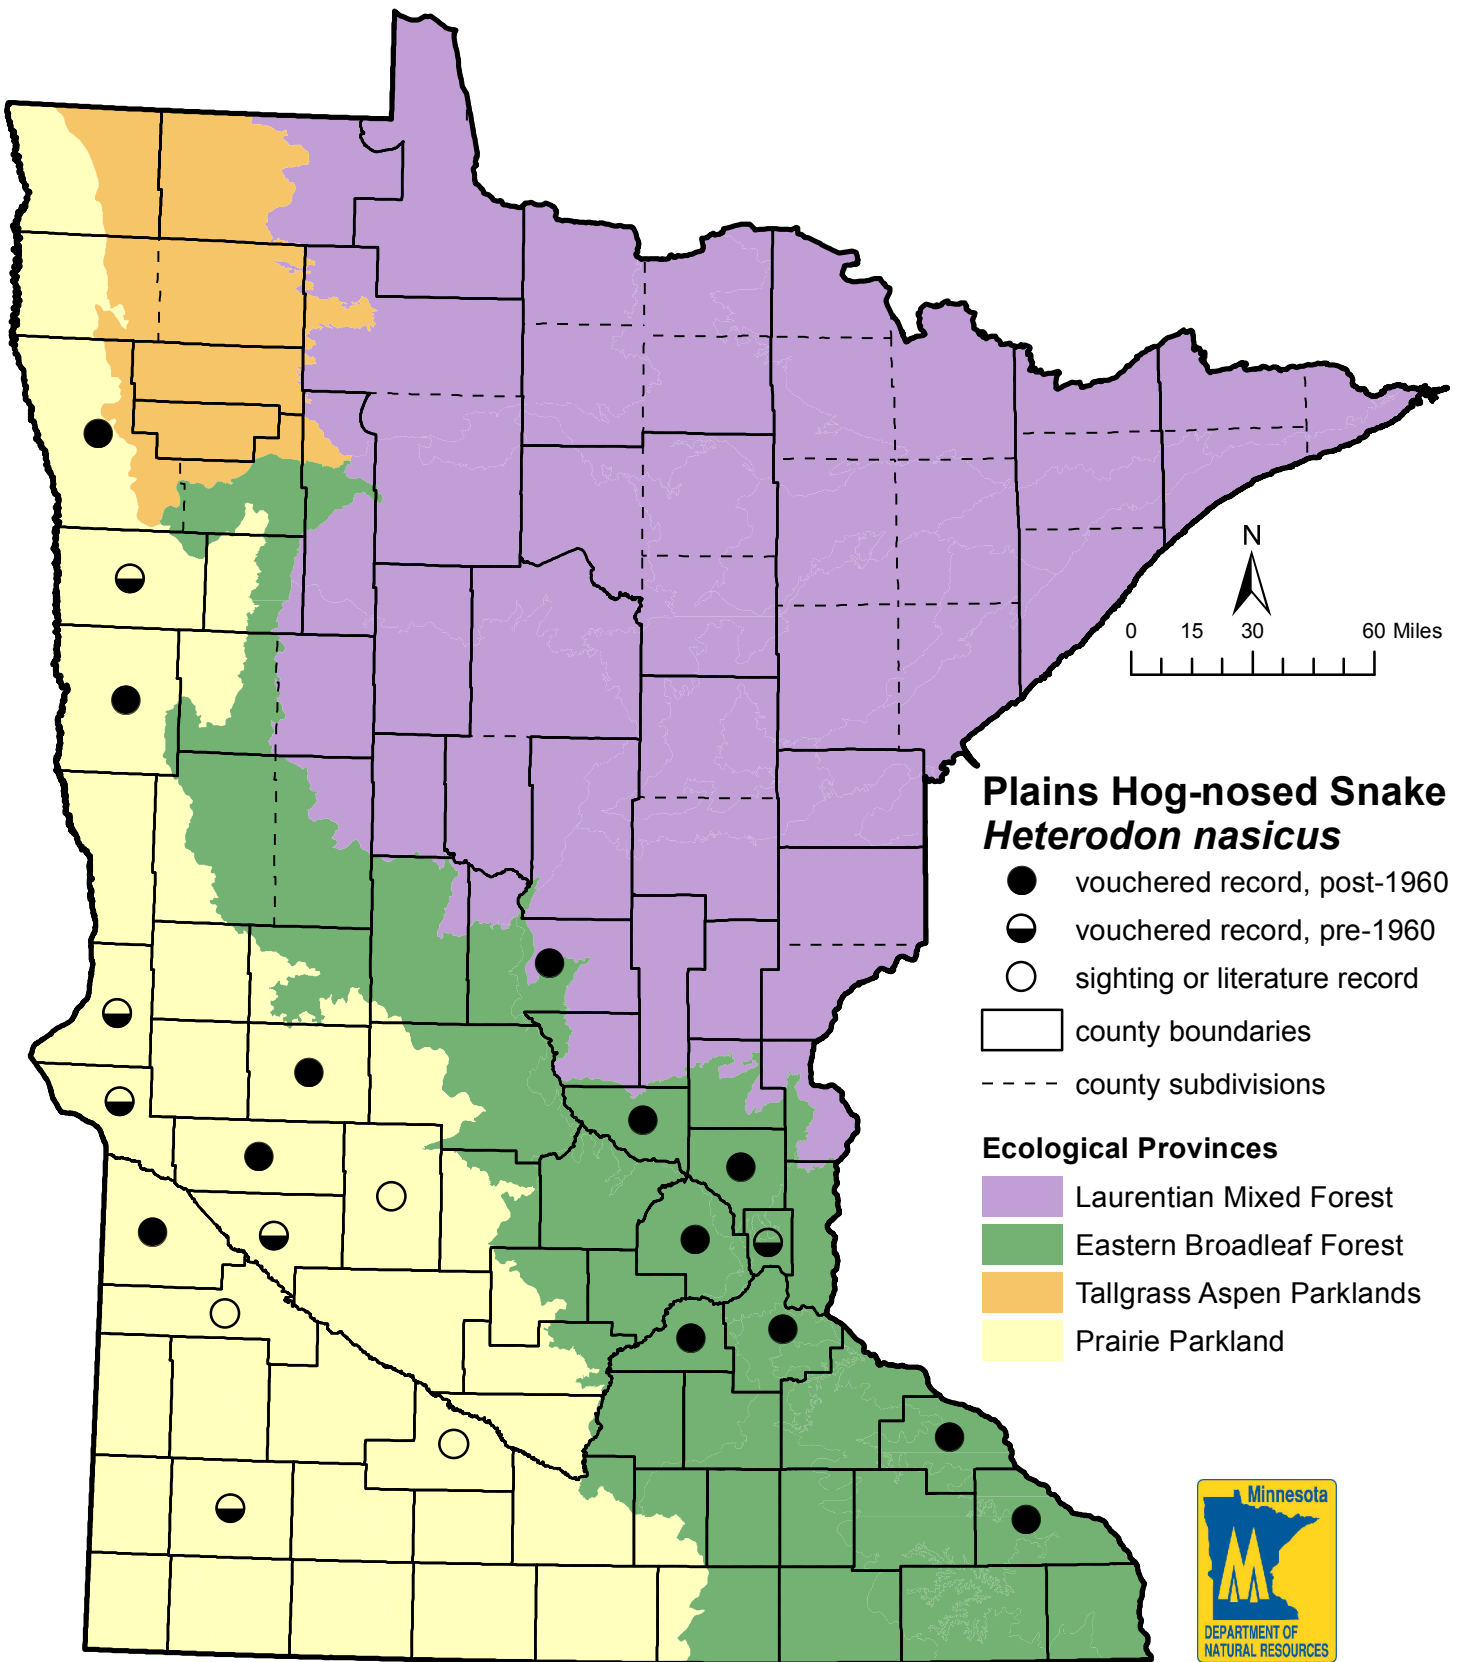 N
0 15 30 60 Miles
Plains Hog-nosed Snake
Heterodon nasicus
vouchered record, post-1960
vouchered record, pre-1960
sighting or literature record
county boundaries
county subdivisions
Ecological Provinces
Laurentian Mixed Forest
Eastern Broadleaf Forest
Tallgrass Aspen Parklands
Prairie Parkland
Minnesota
DEPARTMENT OF
NATURAL RESOURCES